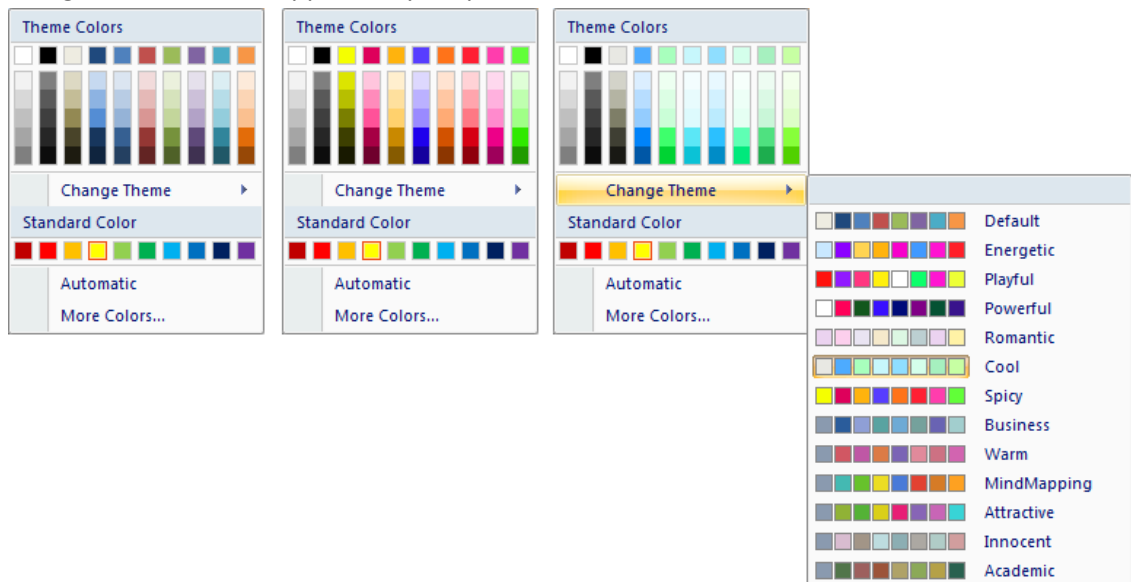 Theme Colors
Change Theme
Standard Color
Automatic
More Colors...
Theme Colors
Change Theme
Standard Color
Automatic
More Colors...
Theme Colors
Change Theme
Standard Color
Automatic
More Colors...
Default
Energetic
Playful
Powerful
Romantic
Cool
Spicy
Business
Warm
MindMapping
Attractive
Innocent
Academic